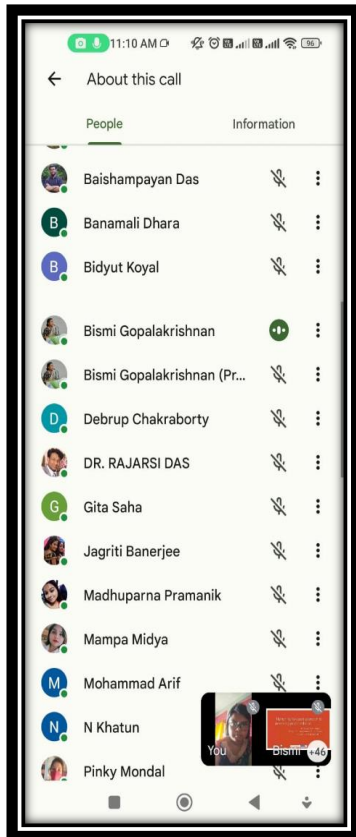 11:10 AM 96
About this call
People Information
Baishampayan Das
B Banamali Dhara
B Bidyut Koyal
Bismi Gopalakrishnan
Bismi Gopalakrishnan (Pr...
D Debrup Chakraborty
DR. RAJARSI DAS
G Gita Saha
Jagriti Banerjee
Madhuparna Pramanik
Mampa Midya
M Mohammad Arif
N N Khatun
You Bismi +46
Pinky Mondal